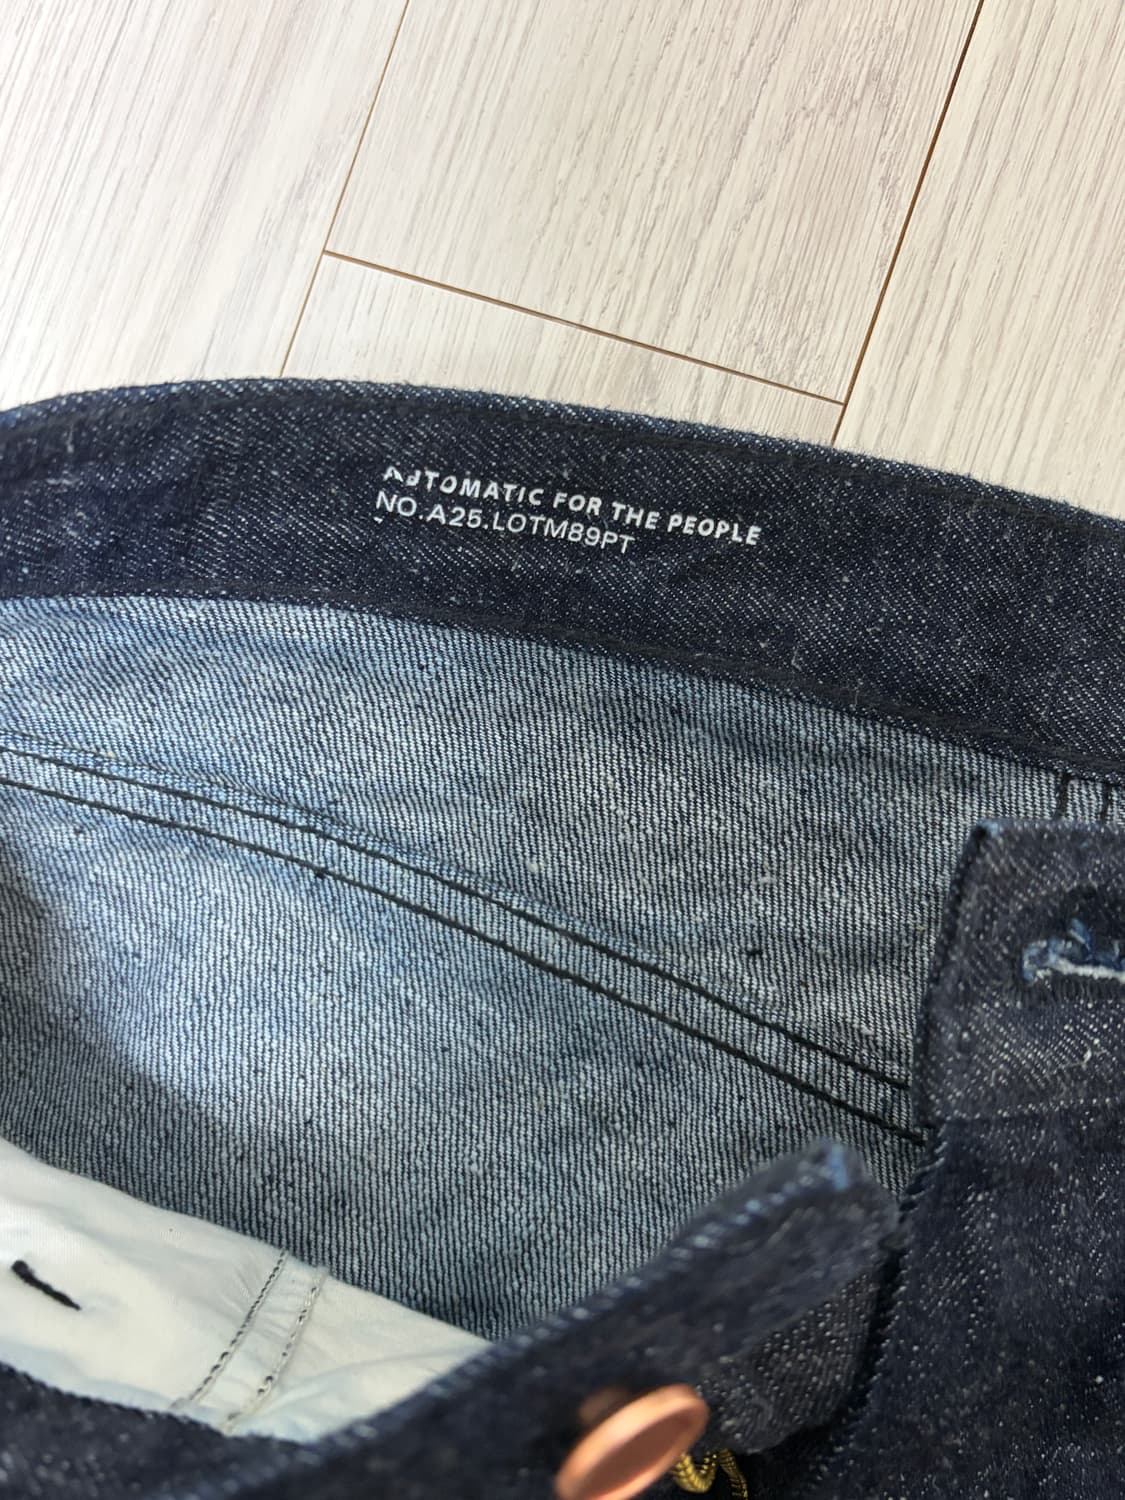 AUTOMATIC FOR THE PEOPLE
NO.A25.LOTM89PT